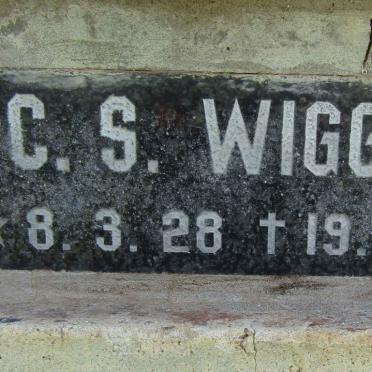 C. S. WIGG
* 8. 3. 28 † 19.